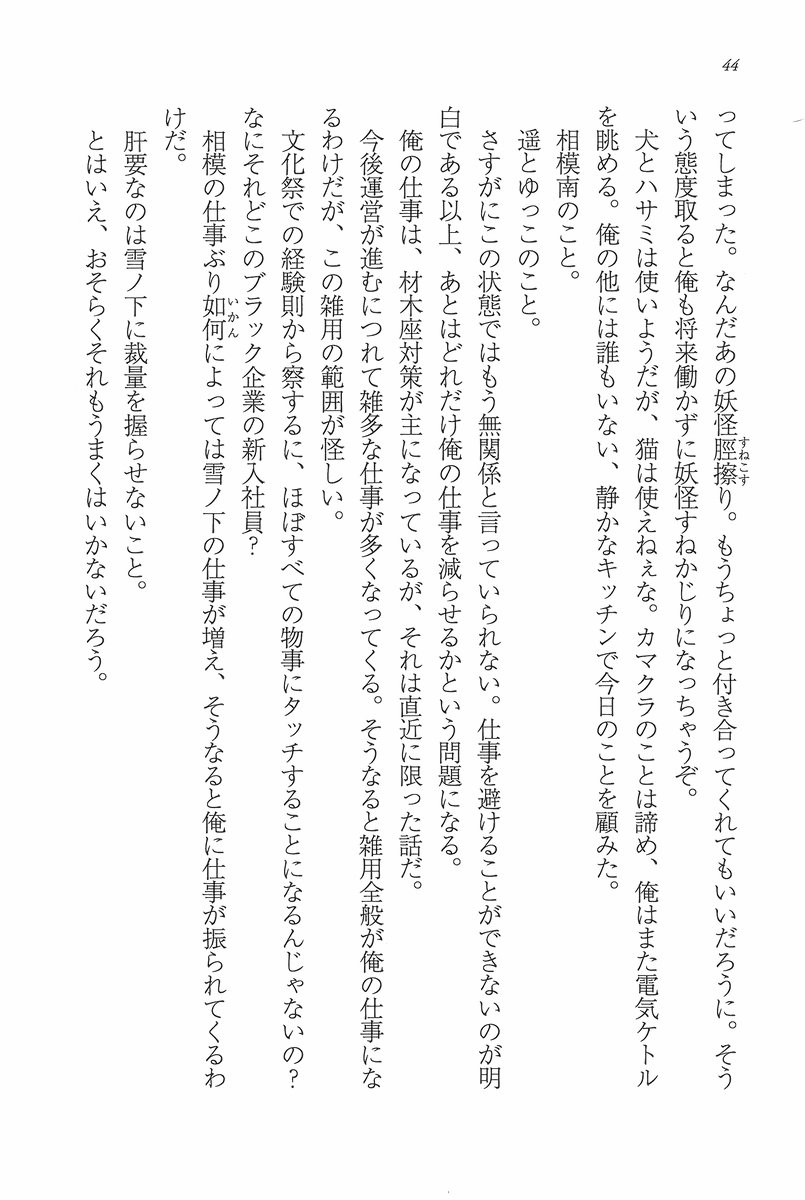 44
ってしまった。なんだあの妖怪脛擦り。もうちょっと付き合ってくれてもいいだろうに。そう
すねこす
いう態度取ると俺も将来働かずに妖怪すねかじりになっちゃうぞ。
犬とハサミは使いようだが、猫は使えねぇな。カマクラのことは諦め、俺はまた電気ケトル
を眺める。俺の他には誰もいない、静かなキッチンで今日のことを顧みた。
相模南のこと。
遥とゆっこのこと。
さすがにこの状態ではもう無関係と言っていられない。仕事を避けることができないのが明
白である以上、あとはどれだけ俺の仕事を減らせるかという問題になる。
俺の仕事は、材木座対策が主になっているが、それは直近に限った話だ。
今後運営が進むにつれて雑多な仕事が多くなってくる。そうなると雑用全般が俺の仕事にな
るわけだが、この雑用の範囲が怪しい。
文化祭での経験則から察するに、ほぼすべての物事にタッチすることになるんじゃないの？
なにそれどこのブラック企業の新入社員？
相模の仕事ぶり如何によっては雪ノ下の仕事が増え、そうなると俺に仕事が振られてくるわ
いかん
けだ。
肝要なのは雪ノ下に裁量を握らせないこと。
とはいえ、おそらくそれもうまくはいかないだろう。